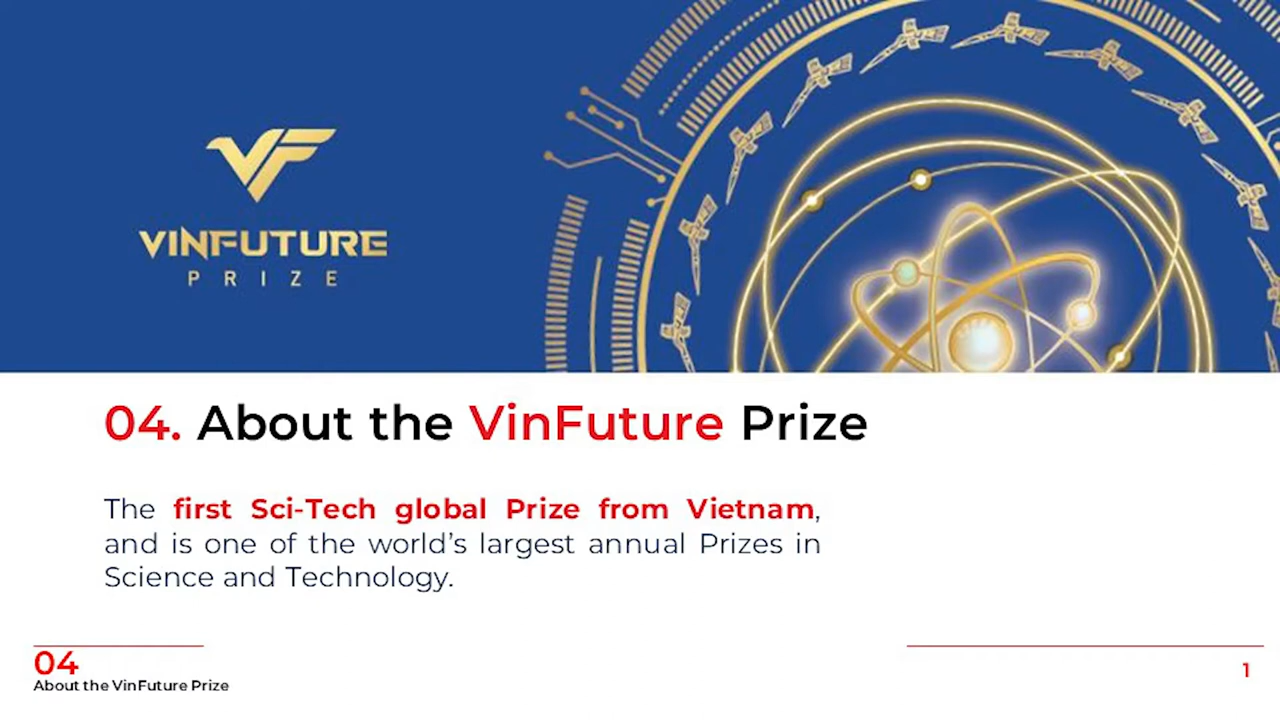 VINFUTURE
PRIZE
04. About the VinFuture Prize
The first Sci-Tech global Prize from Vietnam,
and is one of the world’s largest annual Prizes in
Science and Technology.
04
About the VinFuture Prize
1